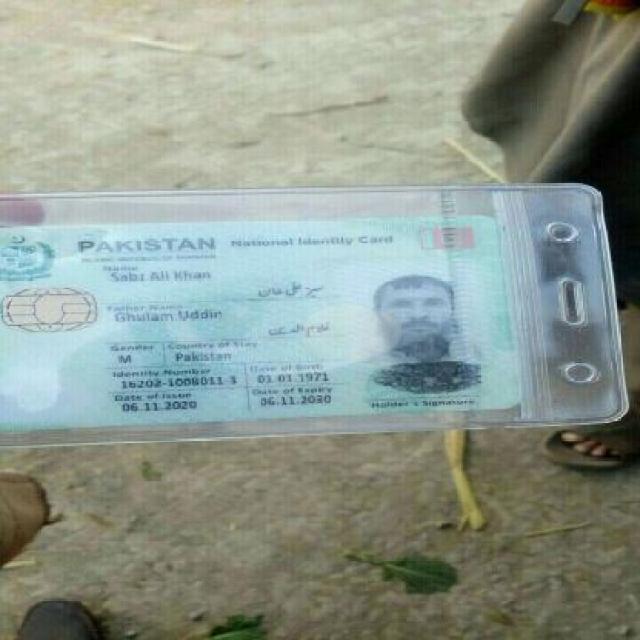 PAKISTAN National Identity Card
ISLAMIC REPUBLIC OF PAKISTAN
Name
Sabz Ali Khan
سبز علی خان
Father Name
Ghulam Uddin
غلام الدین
Gender Country of Stay
M Pakistan
Identity Number Date of Birth
16202-1008011-3 01.01.1971
Date of Issue Date of Expiry
06.11.2020 06.11.2030
Holder's Signature